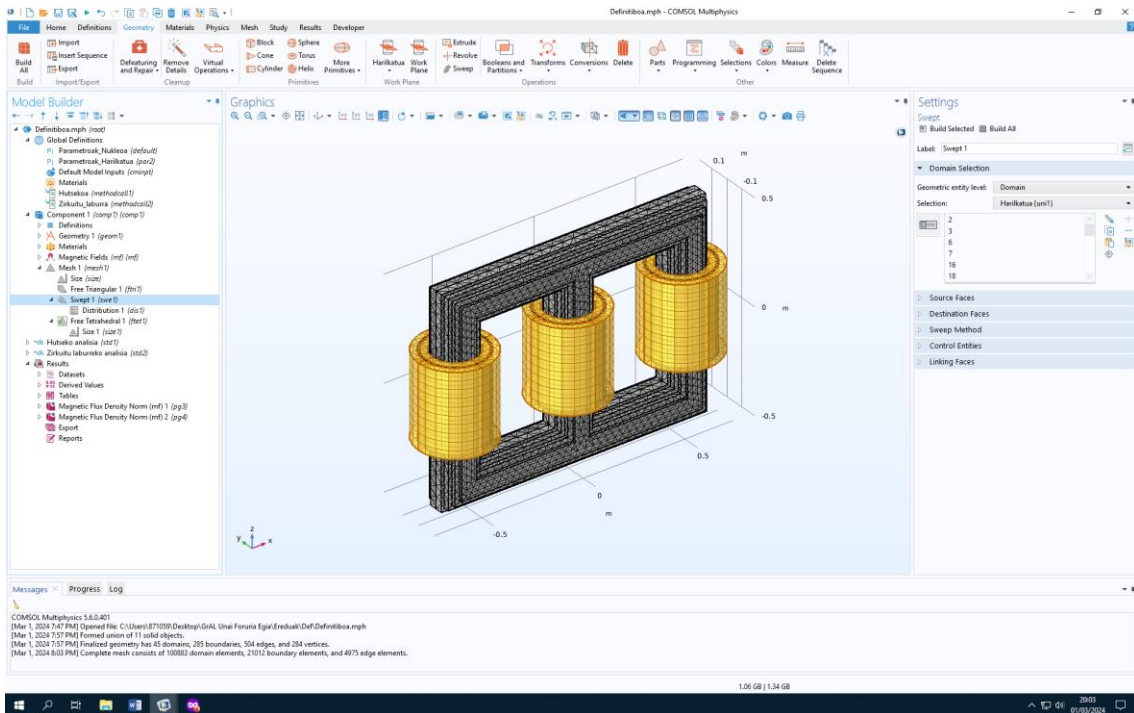 Definitiboa.mph - COMSOL Multiphysics
File Home Definitions Geometry Materials Physics Mesh Study Results Developer
Build All
Import
Insert Sequence
Export
Defeaturing and Repair
Remove Details
Virtual Operations
Block Sphere
Cone Torus
Cylinder Helix
More Primitives
Harilkatua
Work Plane
Extrude
Revolve
Sweep
Booleans and Partitions
Transforms
Conversions
Delete
Parts
Programming
Selections
Colors
Measure
Delete Sequence
Build Import/Export Cleanup Primitives Work Plane Operations Other
Model Builder
Definitiboa.mph (root)
Global Definitions
Pi Parametroak_Nukleoa (default)
Pi Parametroak_Harilkatua (par2)
Default Model Inputs (cminpt)
Materials
Hutsekoa (methodcall1)
Zirkuitu_laburra (methodcall2)
Component 1 (comp1) (comp1)
Definitions
Geometry 1 (geom1)
Materials
Magnetic Fields (mf) (mf)
Mesh 1 (mesh1)
Size (size)
Free Triangular 1 (ftri1)
Swept 1 (swe1)
Distribution 1 (dis1)
Free Tetrahedral 1 (ftet1)
Size 1 (size1)
Hutseko analisia (std1)
Zirkuitu laburreko analisia (std2)
Results
Datasets
Derived Values
Tables
Magnetic Flux Density Norm (mf) 1 (pg3)
Magnetic Flux Density Norm (mf) 2 (pg4)
Export
Reports
Graphics
m
0.1
-0.1
0.5
0 m
-0.5
0.5
0
m
-0.5
z
y x
Settings
Swept
Build Selected Build All
Label: Swept 1
Domain Selection
Geometric entity level: Domain
Selection: Harilkatua (uni1)
2
3
6
7
16
18
Source Faces
Destination Faces
Sweep Method
Control Entities
Linking Faces
Messages Progress Log
COMSOL Multiphysics 5.6.0.401
[Mar 1, 2024 7:47 PM] Opened file: C:\Users\871059\Desktop\GrAL Unai Foruria Egia\Ereduak\Def\Definitiboa.mph
[Mar 1, 2024 7:57 PM] Formed union of 11 solid objects.
[Mar 1, 2024 7:57 PM] Finalized geometry has 45 domains, 285 boundaries, 504 edges, and 284 vertices.
[Mar 1, 2024 8:03 PM] Complete mesh consists of 100883 domain elements, 21012 boundary elements, and 4975 edge elements.
1.06 GB | 1.34 GB
20:03
01/03/2024